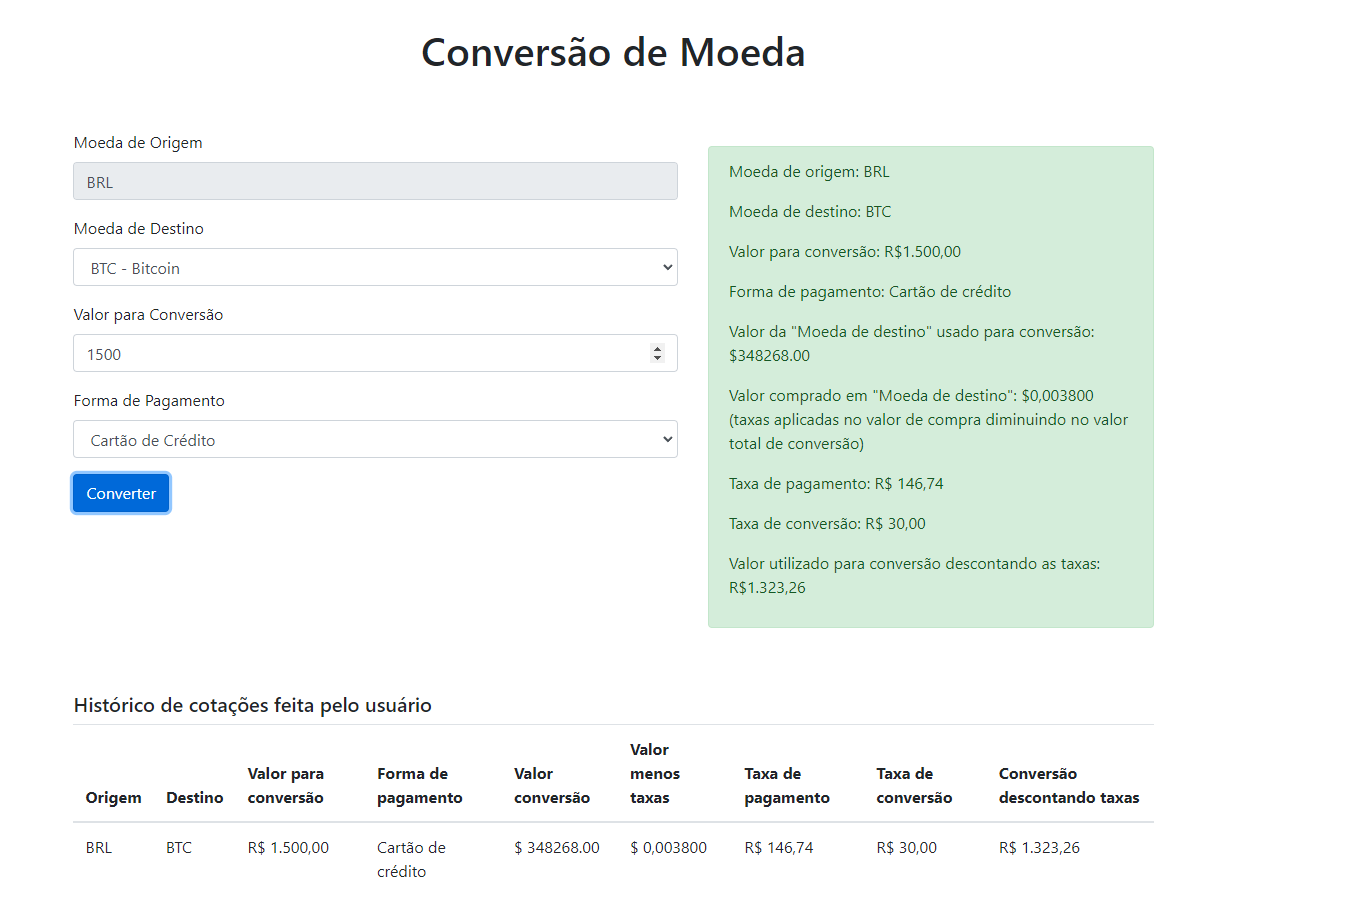 Conversão de Moeda
Moeda de Origem
BRL
Moeda de Destino
BTC - Bitcoin
Valor para Conversão
1500
Forma de Pagamento
Cartão de Crédito
Converter
Moeda de origem: BRL
Moeda de destino: BTC
Valor para conversão: R$1.500,00
Forma de pagamento: Cartão de crédito
Valor da "Moeda de destino" usado para conversão:
$348268.00
Valor comprado em "Moeda de destino": $0,003800
(taxas aplicadas no valor de compra diminuindo no valor
total de conversão)
Taxa de pagamento: R$ 146,74
Taxa de conversão: R$ 30,00
Valor utilizado para conversão descontando as taxas:
R$1.323,26
Histórico de cotações feita pelo usuário
Origem
Destino
Valor para
conversão
Forma de
pagamento
Valor
conversão
Valor
menos
taxas
Taxa de
pagamento
Taxa de
conversão
Conversão
descontando taxas
BRL
BTC
R$ 1.500,00
Cartão de
crédito
$ 348268.00
$ 0,003800
R$ 146,74
R$ 30,00
R$ 1.323,26